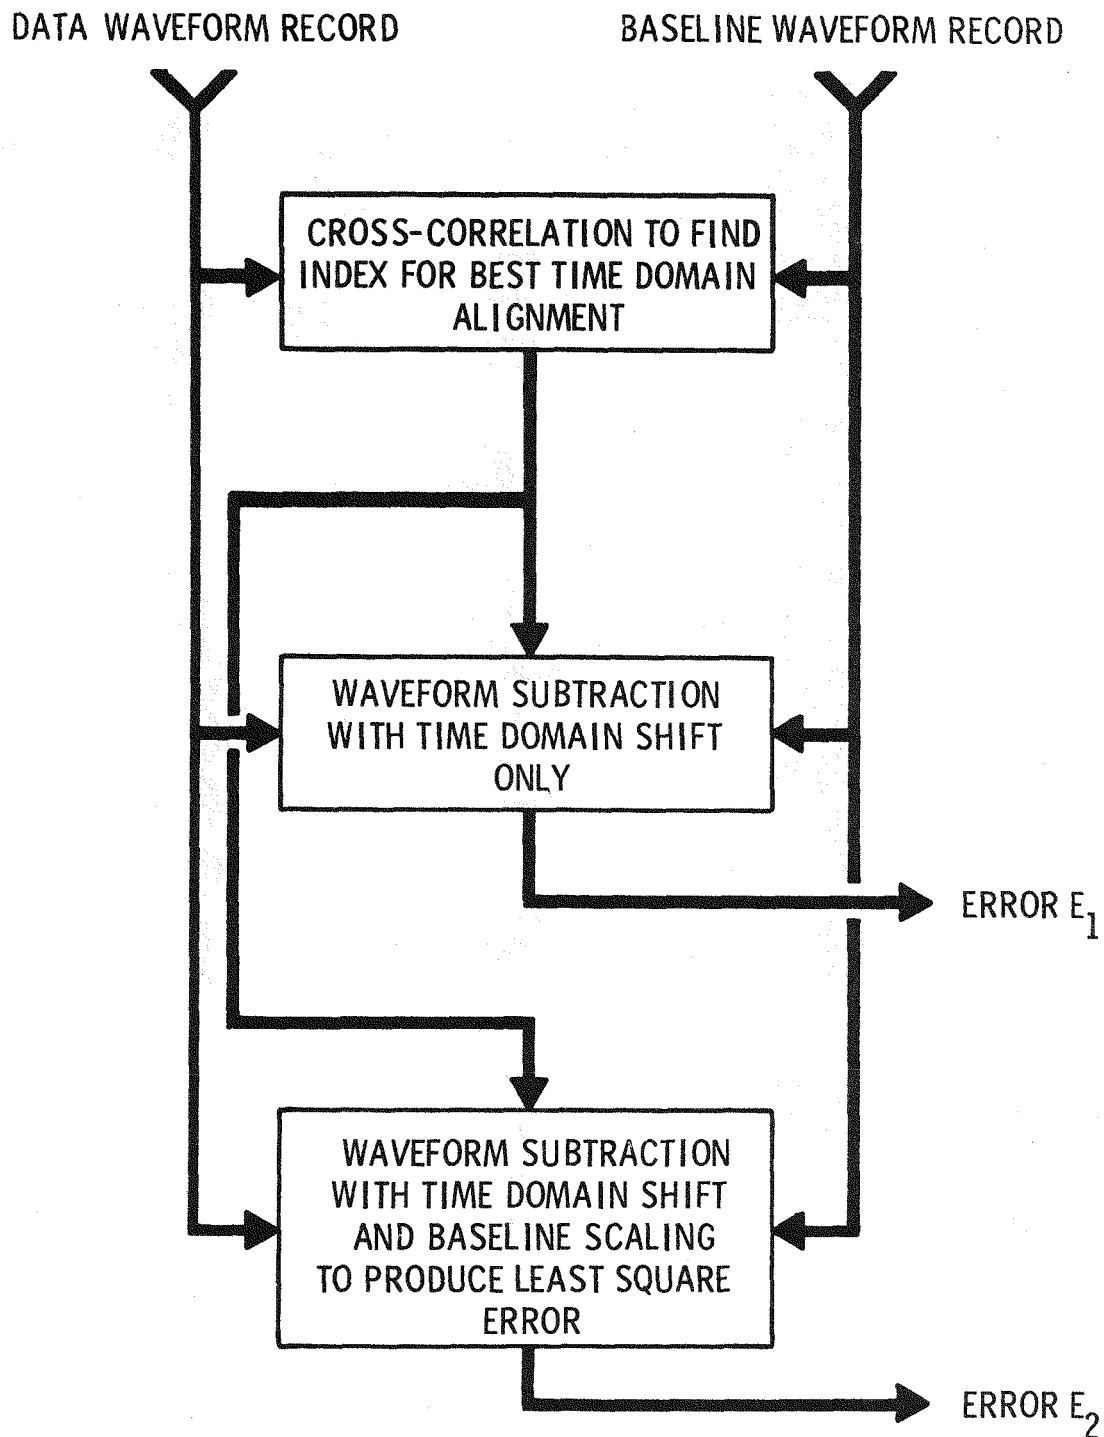 DATA WAVEFORM RECORD
BASELINE WAVEFORM RECORD
CROSS-CORRELATION TO FIND
INDEX FOR BEST TIME DOMAIN
ALIGNMENT
WAVEFORM SUBTRACTION
WITH TIME DOMAIN SHIFT
ONLY
ERROR E1
WAVEFORM SUBTRACTION
WITH TIME DOMAIN SHIFT
AND BASELINE SCALING
TO PRODUCE LEAST SQUARE
ERROR
ERROR E2